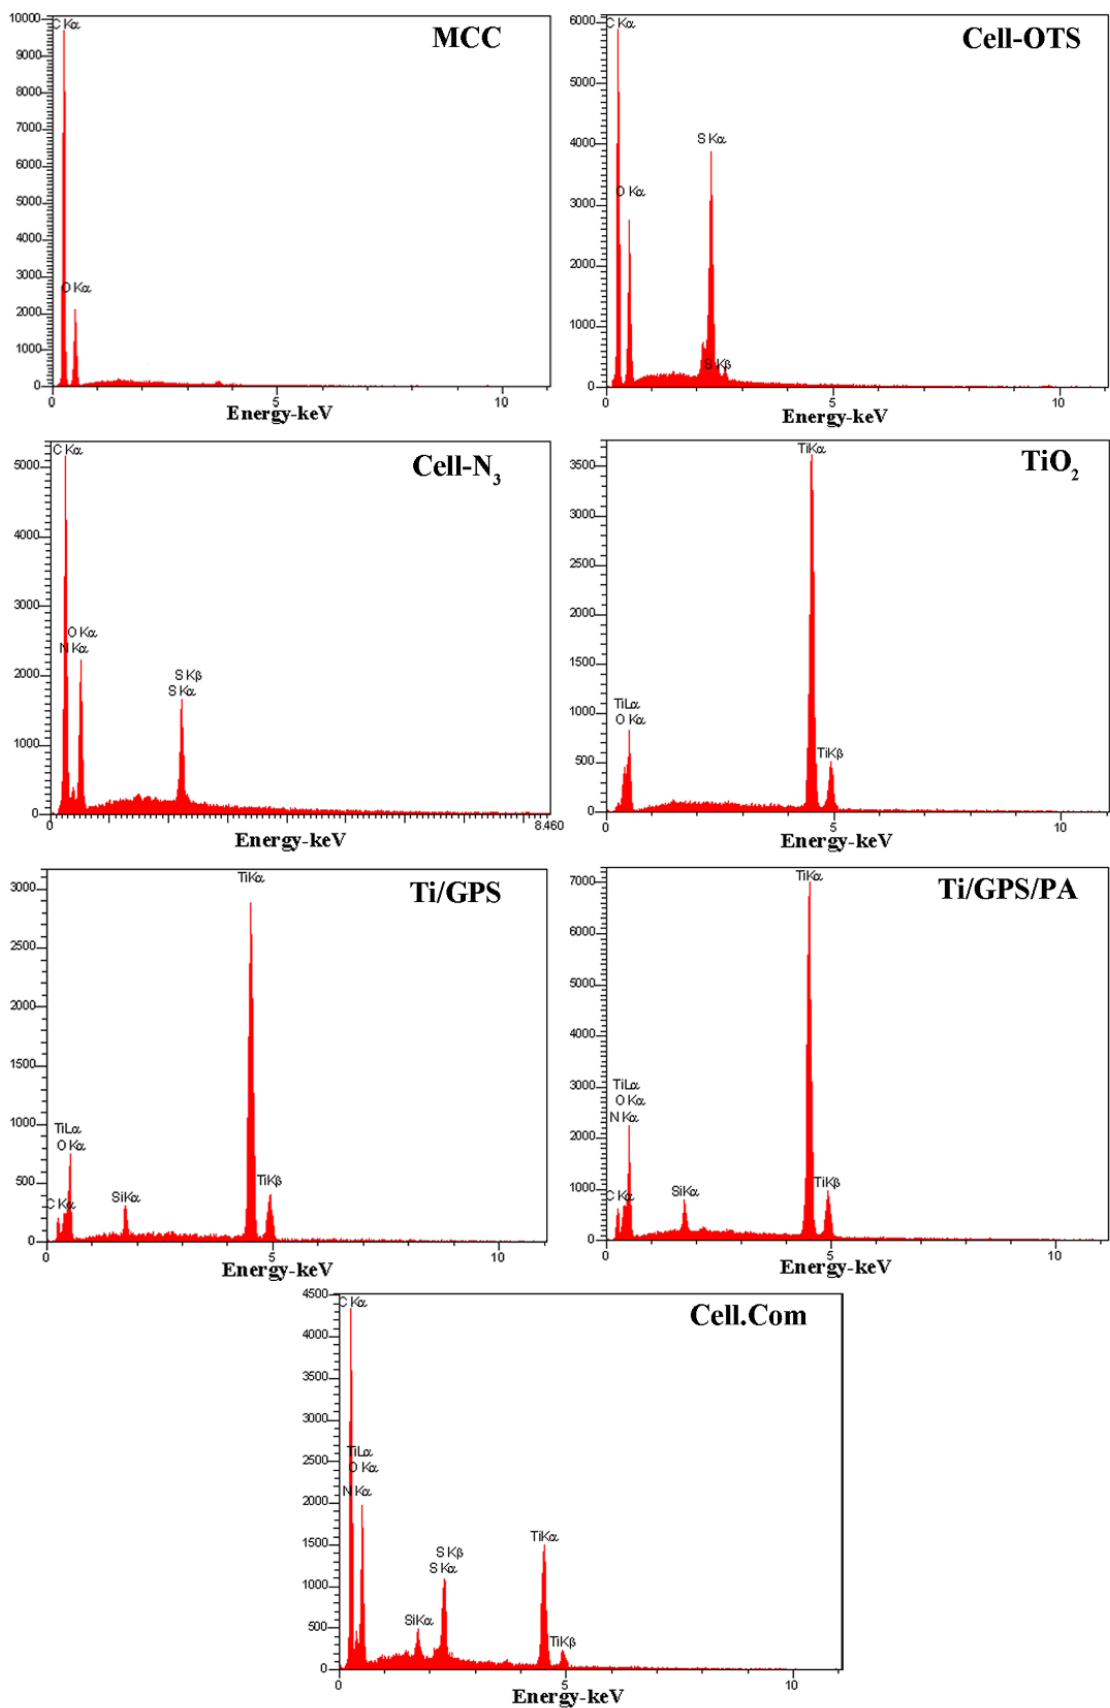 MCC
C Kα
O Kα
10000
9000
8000
7000
6000
5000
4000
3000
2000
1000
0
0
5
10
Energy-keV
Cell-OTS
C Kα
O Kα
S Kα
S Kβ
6000
5000
4000
3000
2000
1000
0
0
5
10
Energy-keV
Cell-N₃
C Kα
O Kα
N Kα
S Kβ
S Kα
5000
4000
3000
2000
1000
0
0
8.460
Energy-keV
TiO₂
TiKα
TiLα
O Kα
TiKβ
3500
3000
2500
2000
1500
1000
500
0
0
5
10
Energy-keV
Ti/GPS
TiKα
TiLα
O Kα
C Kα
SiKα
TiKβ
3000
2500
2000
1500
1000
500
0
0
5
10
Energy-keV
Ti/GPS/PA
TiKα
TiLα
O Kα
N Kα
C Kα
SiKα
TiKβ
7000
6000
5000
4000
3000
2000
1000
0
0
5
10
Energy-keV
Cell.Com
C Kα
TiLα
O Kα
N Kα
S Kβ
S Kα
SiKα
TiKα
TiKβ
4500
4000
3500
3000
2500
2000
1500
1000
500
0
0
5
10
Energy-keV